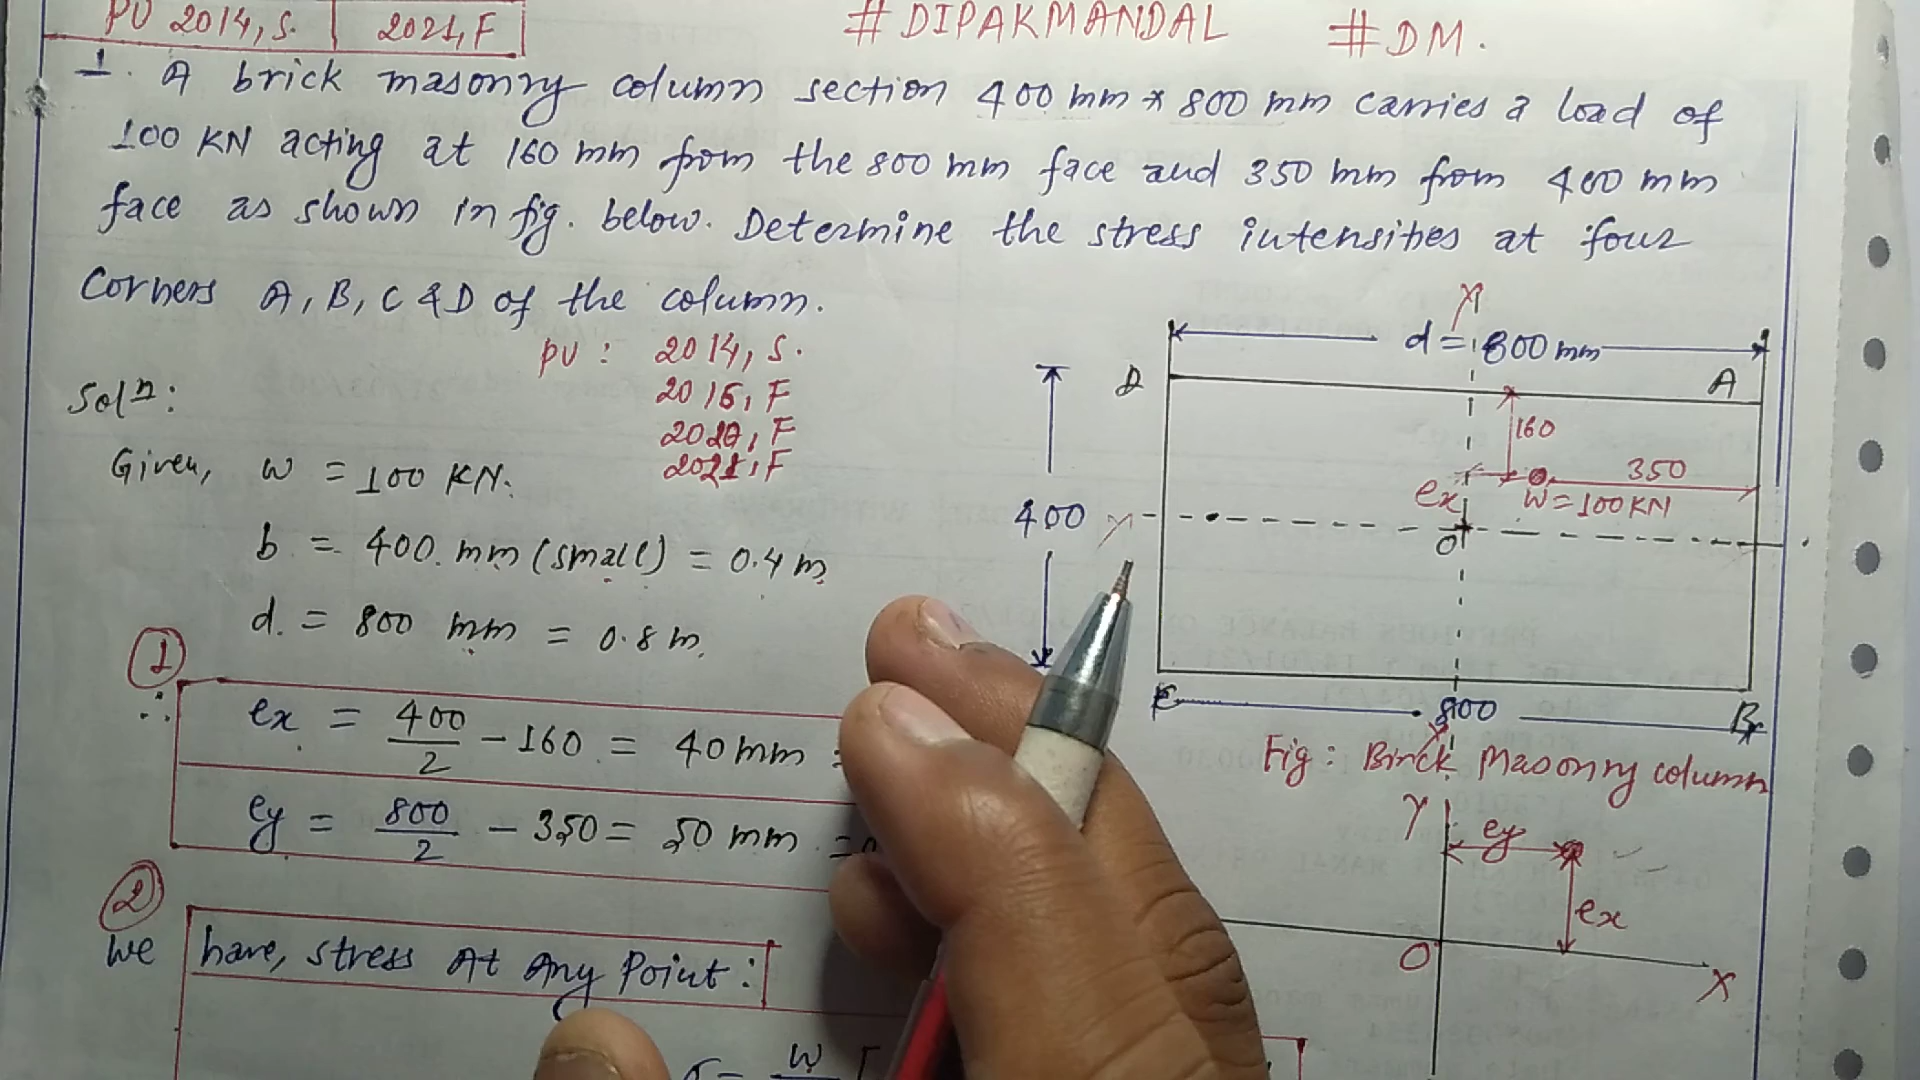 PU 2014, S. 2021, F
#DIPAKMANDAL #DM.
1. A brick masonry column section 400 mm * 800 mm carries a load of
100 KN acting at 160 mm from the 800 mm face and 350 mm from 400 mm
face as shown in fig. below. Determine the stress intensities at four
Corners A, B, C & D of the column.
PU : 2014, S.
2016, F
2020, F
2021, F
Solⁿ:
Given, W = 100 KN.
b = 400. mm (small) = 0.4 m
d. = 800 mm = 0.8 m.
1
∴ ex = 400/2 - 160 = 40 mm =
ey = 800/2 - 350 = 50 mm =
2
We have, stress At Any Point:
σ = W
Y
d = 800 mm
D A
160
350
ex W = 100 KN
400
O
C 800 B
Fig: Birck Masonry column
Y ey
ex
O X